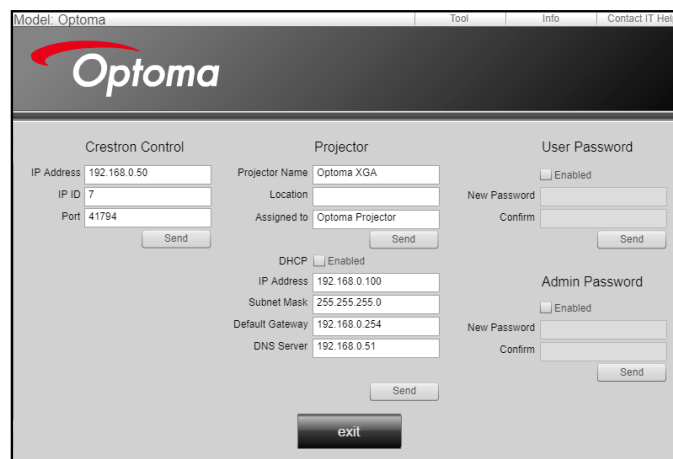 Model: Optoma
Tool
Info
Contact IT Hel
Optoma
Crestron Control
IP Address 192.168.0.50
IP ID 7
Port 41794
Send
Projector
Projector Name Optoma XGA
Location
Assigned to Optoma Projector
Send
DHCP Enabled
IP Address 192.168.0.100
Subnet Mask 255.255.255.0
Default Gateway 192.168.0.254
DNS Server 192.168.0.51
Send
User Password
Enabled
New Password
Confirm
Send
Admin Password
Enabled
New Password
Confirm
Send
exit